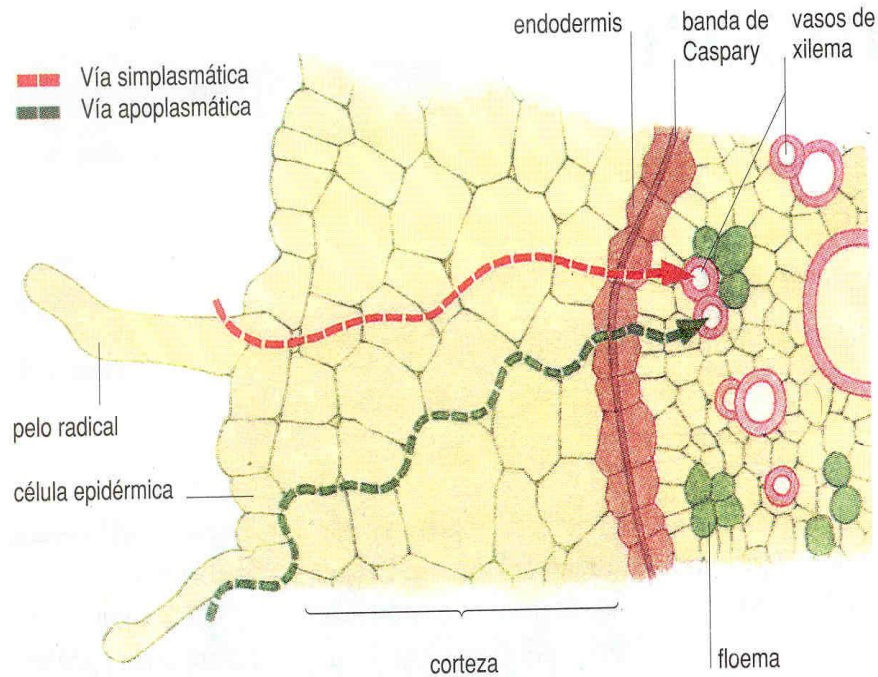 endodermis
banda de
Caspary
vasos de
xilema
Vía simplasmática
Vía apoplasmática
pelo radical
célula epidérmica
corteza
floema